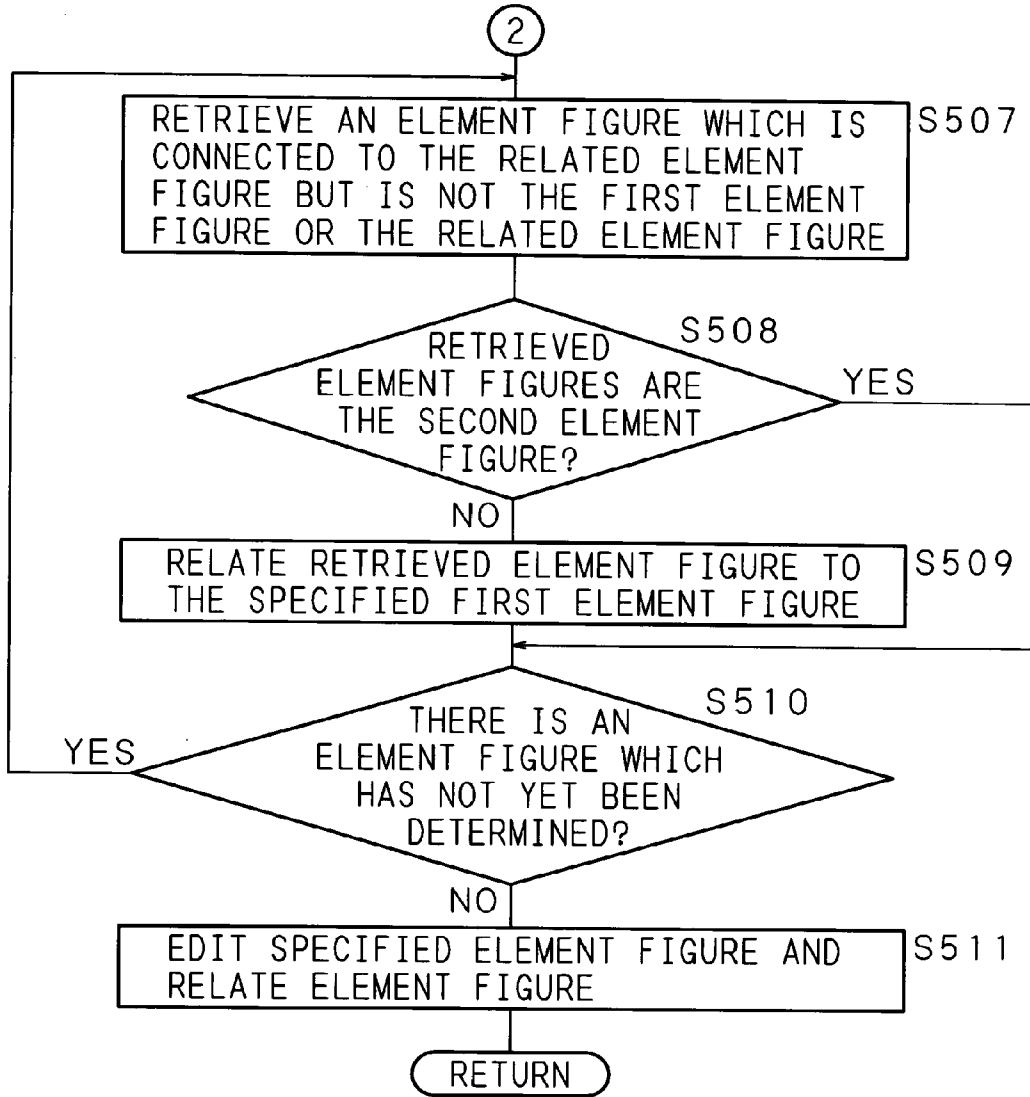 2
RETRIEVE AN ELEMENT FIGURE WHICH IS
CONNECTED TO THE RELATED ELEMENT
FIGURE BUT IS NOT THE FIRST ELEMENT
FIGURE OR THE RELATED ELEMENT FIGURE
S507
S508
RETRIEVED
ELEMENT FIGURES ARE
THE SECOND ELEMENT
FIGURE?
YES
NO
RELATE RETRIEVED ELEMENT FIGURE TO
THE SPECIFIED FIRST ELEMENT FIGURE
S509
S510
THERE IS AN
ELEMENT FIGURE WHICH
HAS NOT YET BEEN
DETERMINED?
YES
NO
EDIT SPECIFIED ELEMENT FIGURE AND
RELATE ELEMENT FIGURE
S511
RETURN